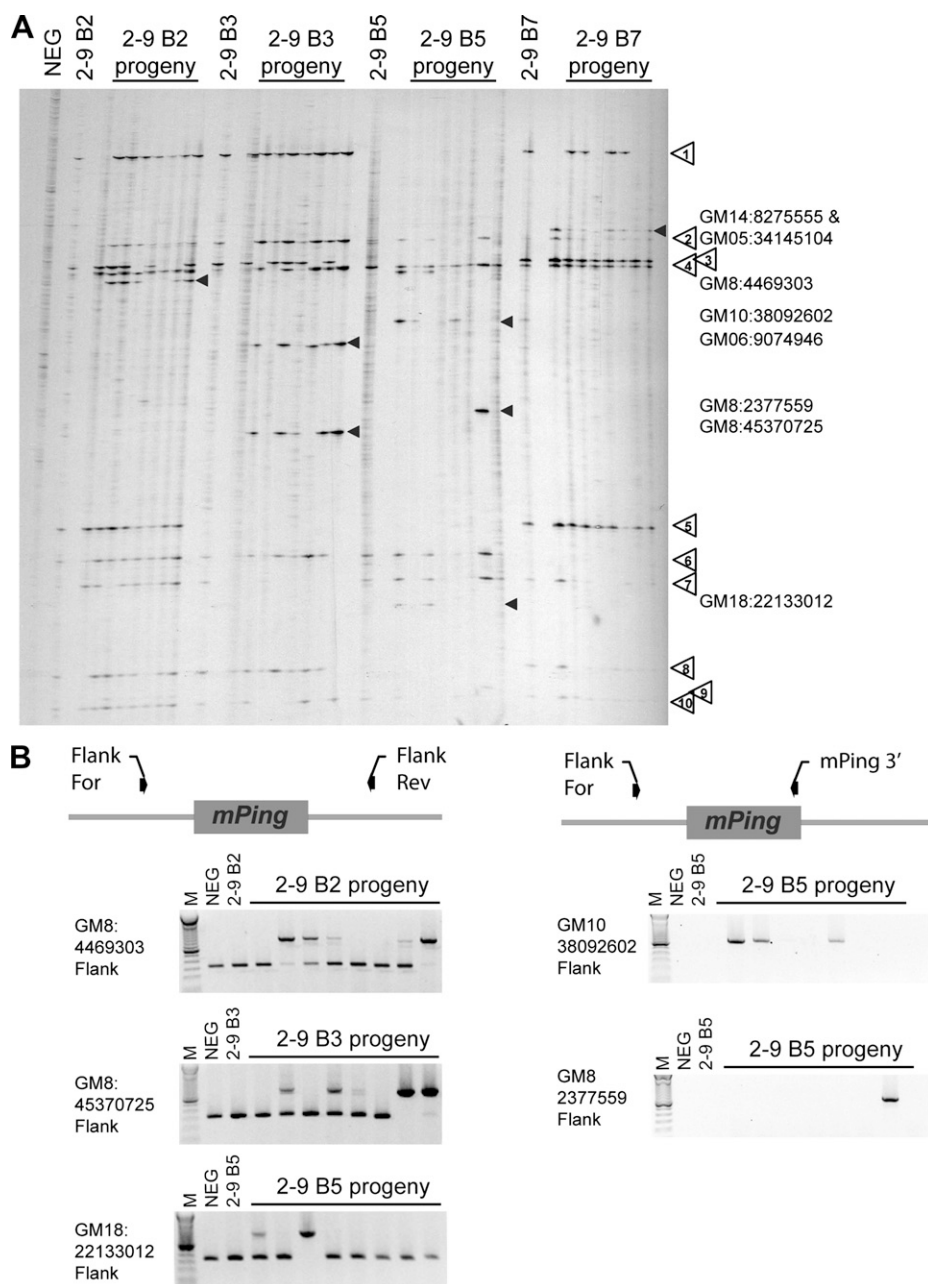 A
NEG
2-9 B2
2-9 B2
progeny
2-9 B3
2-9 B3
progeny
2-9 B5
2-9 B5
progeny
2-9 B7
2-9 B7
progeny
1
GM14:8275555 &
2
GM05:34145104
3
4
GM8:4469303
GM10:38092602
GM06:9074946
GM8:2377559
GM8:45370725
5
6
7
GM18:22133012
8
9
10
B
Flank
For
Flank
Rev
mPing
M
NEG
2-9 B2
2-9 B2 progeny
GM8:
4469303
Flank
M
NEG
2-9 B3
2-9 B3 progeny
GM8:
45370725
Flank
M
NEG
2-9 B5
2-9 B5 progeny
GM18:
22133012
Flank
Flank
For
mPing 3′
mPing
M
NEG
2-9 B5
2-9 B5 progeny
GM10
38092602
Flank
M
NEG
2-9 B5
2-9 B5 progeny
GM8
2377559
Flank